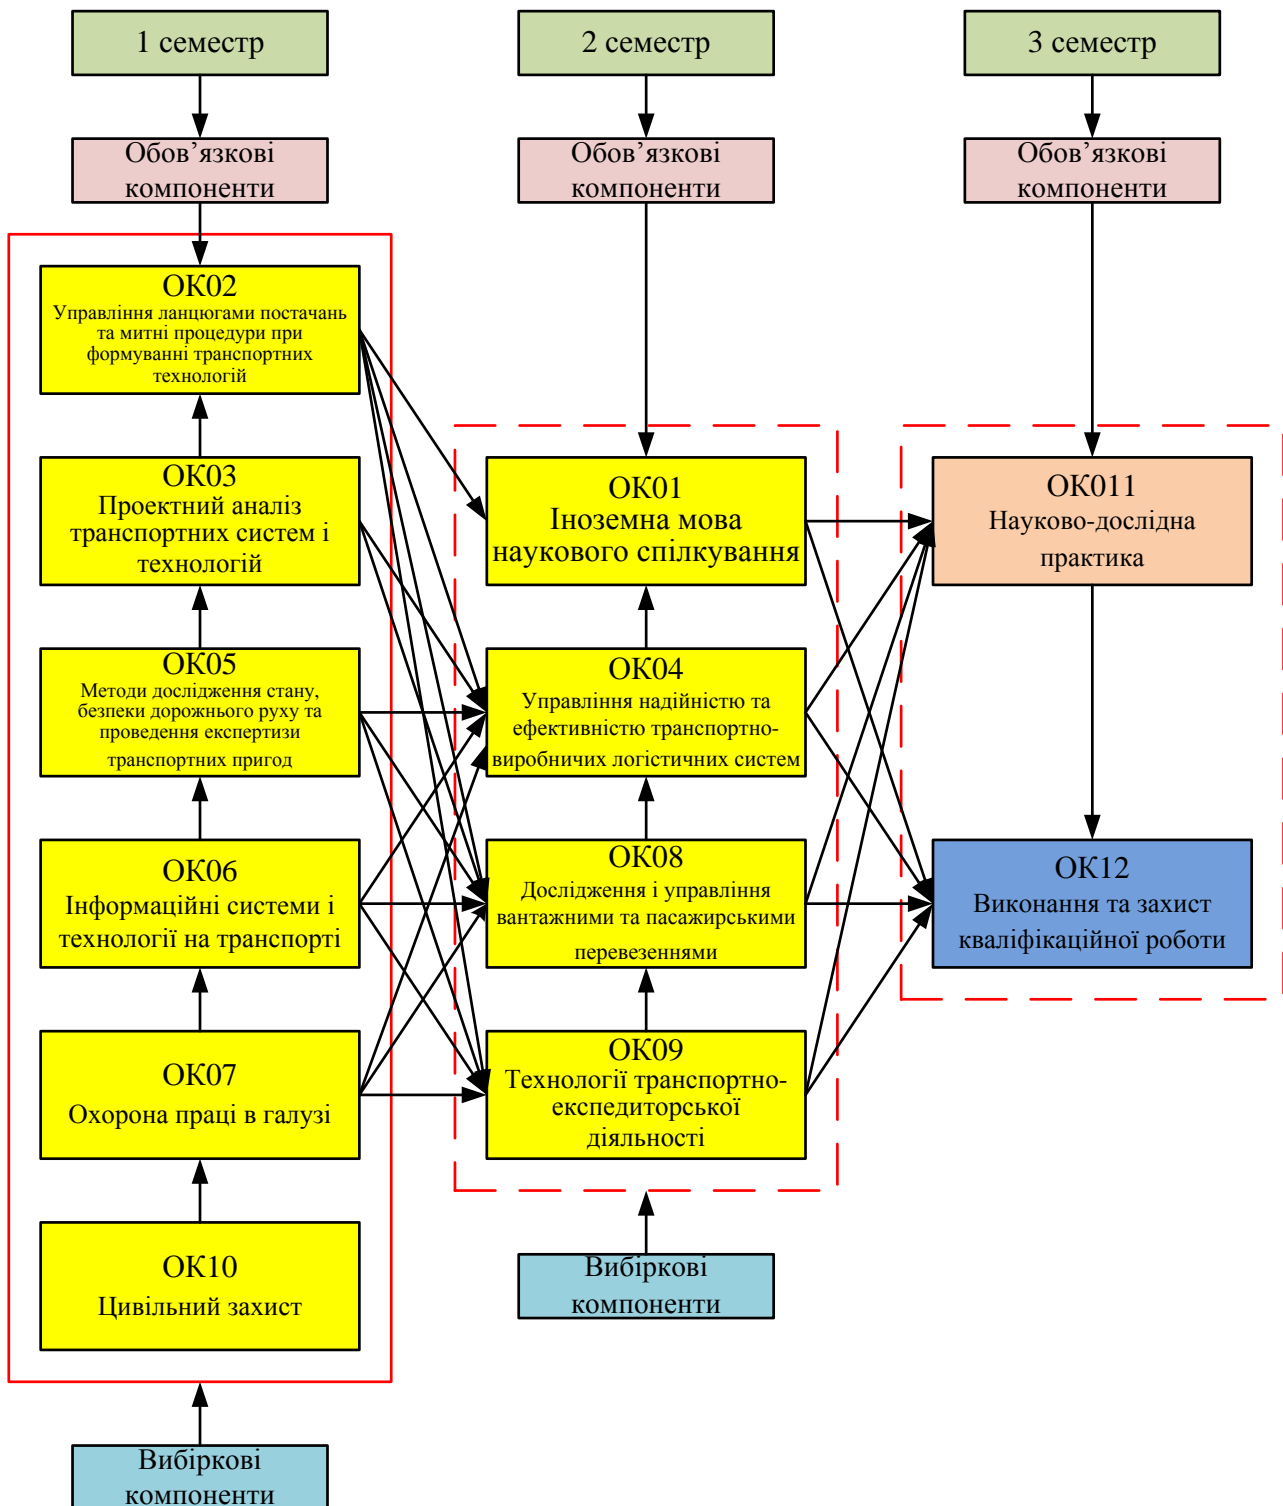 1 семестр
2 семестр
3 семестр
Обов’язкові
компоненти
Обов’язкові
компоненти
Обов’язкові
компоненти
ОК02
Управління ланцюгами постачань
та митні процедури при
формуванні транспортних
технологій
ОК03
Проектний аналіз
транспортних систем і
технологій
ОК05
Методи дослідження стану,
безпеки дорожнього руху та
проведення експертизи
транспортних пригод
ОК06
Інформаційні системи і
технології на транспорті
ОК07
Охорона праці в галузі
ОК10
Цивільний захист
Вибіркові
компоненти
ОК01
Іноземна мова
наукового спілкування
ОК04
Управління надійністю та
ефективністю транспортно-
виробничих логістичних систем
ОК08
Дослідження і управління
вантажними та пасажирськими
перевезеннями
ОК09
Технології транспортно-
експедиторської
діяльності
Вибіркові
компоненти
ОК011
Науково-дослідна
практика
ОК12
Виконання та захист
кваліфікаційної роботи